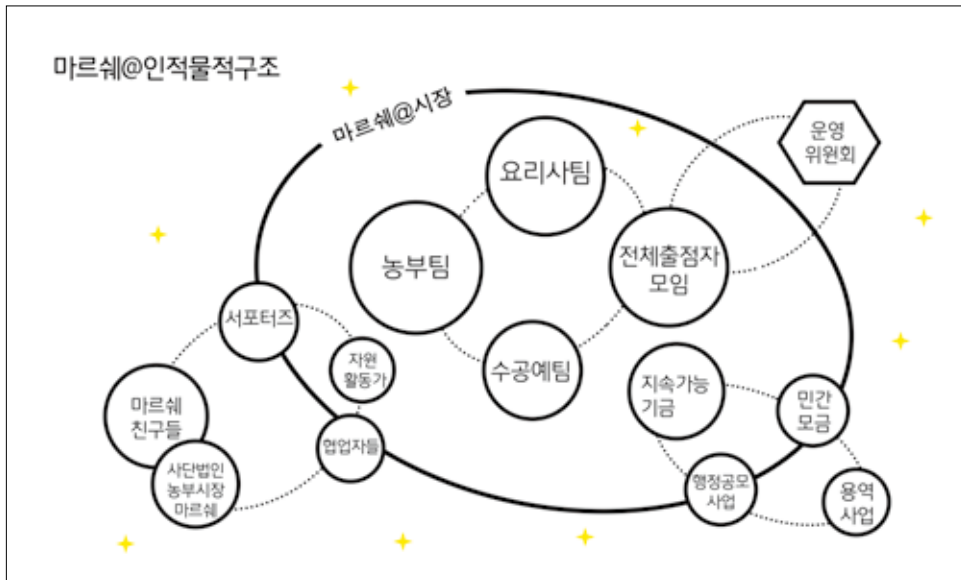 마르쉐@인적물적구조
마르쉐@시장
운영
위원회
요리사팀
농부팀
전체출점자
모임
서포터즈
수공예팀
자원
활동가
지속가능
기금
마르쉐
친구들
민간
모금
협업자들
사단법인
농부시장
마르쉐
행정공모
사업
용역
사업